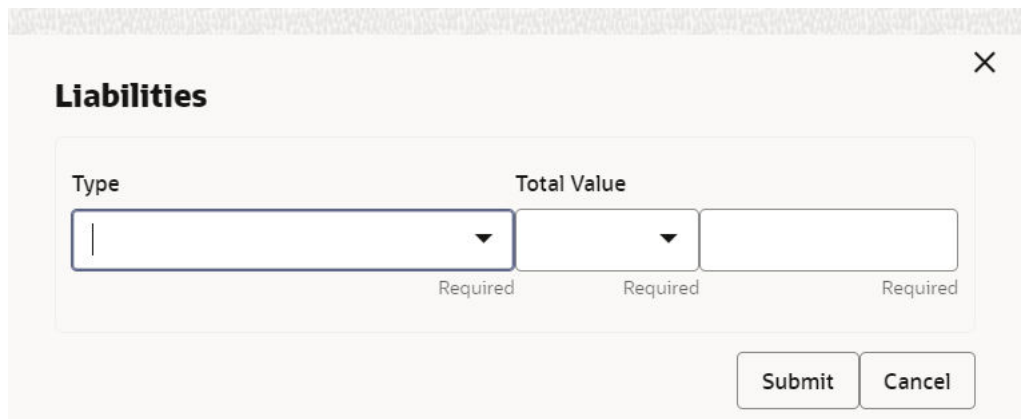 Liabilities
Type Total Value
Required Required Required
Submit Cancel